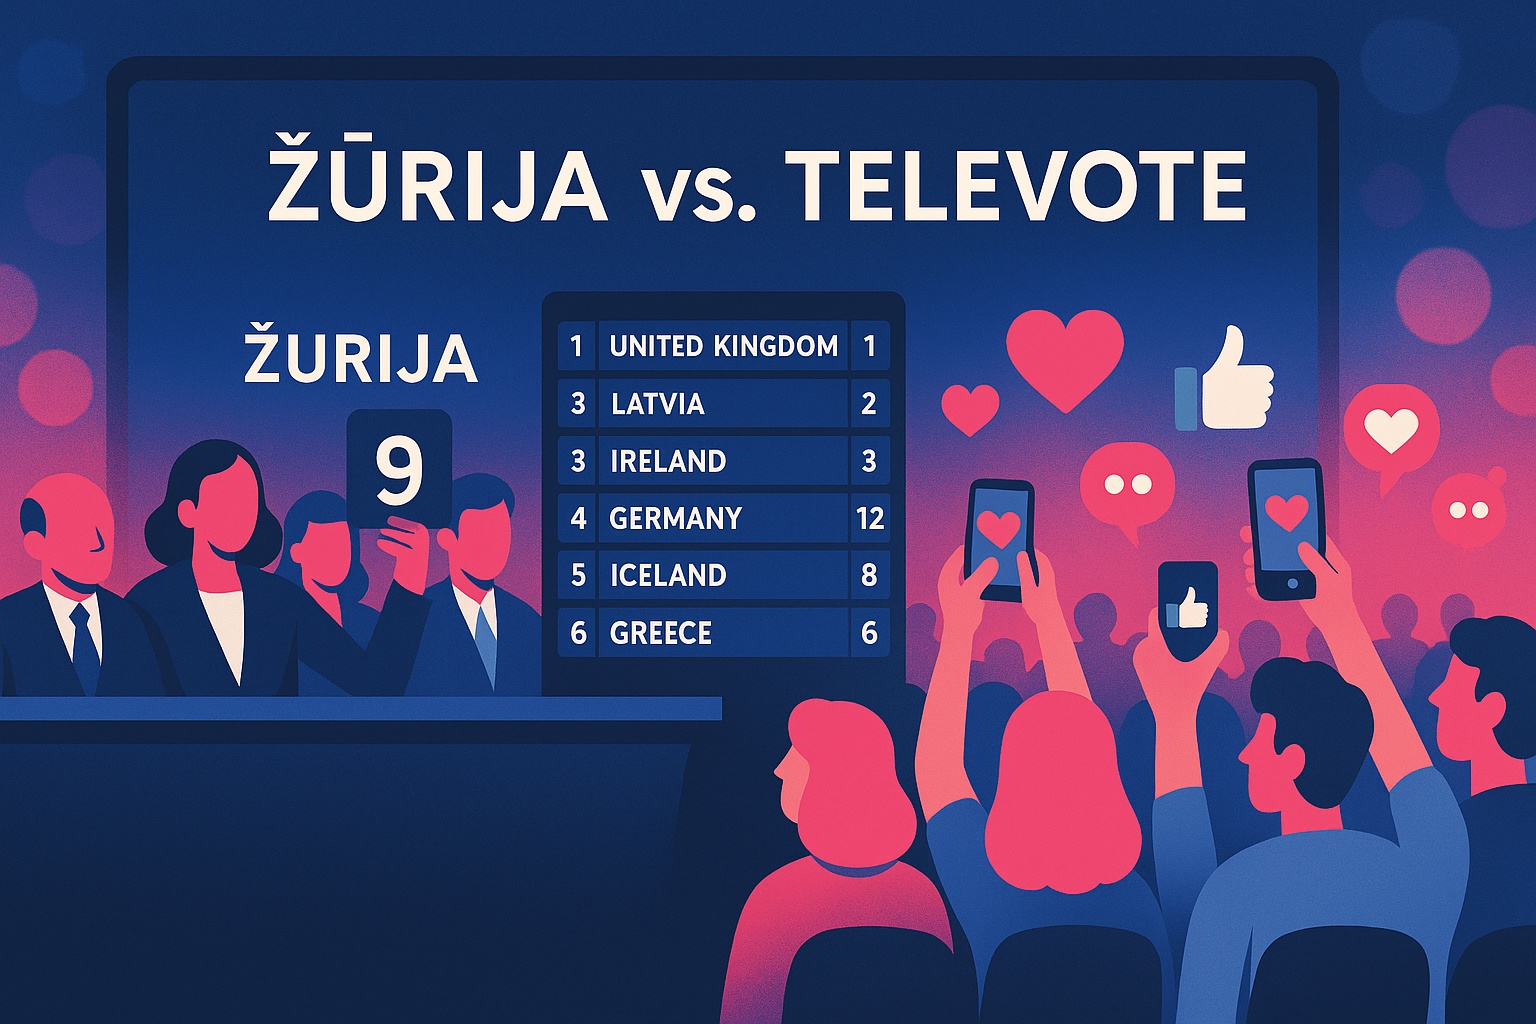 ŽŪRIJA vs. TELEVOTE
ŽURIJA
9
1 UNITED KINGDOM 1
3 LATVIA 2
3 IRELAND 3
4 GERMANY 12
5 ICELAND 8
6 GREECE 6